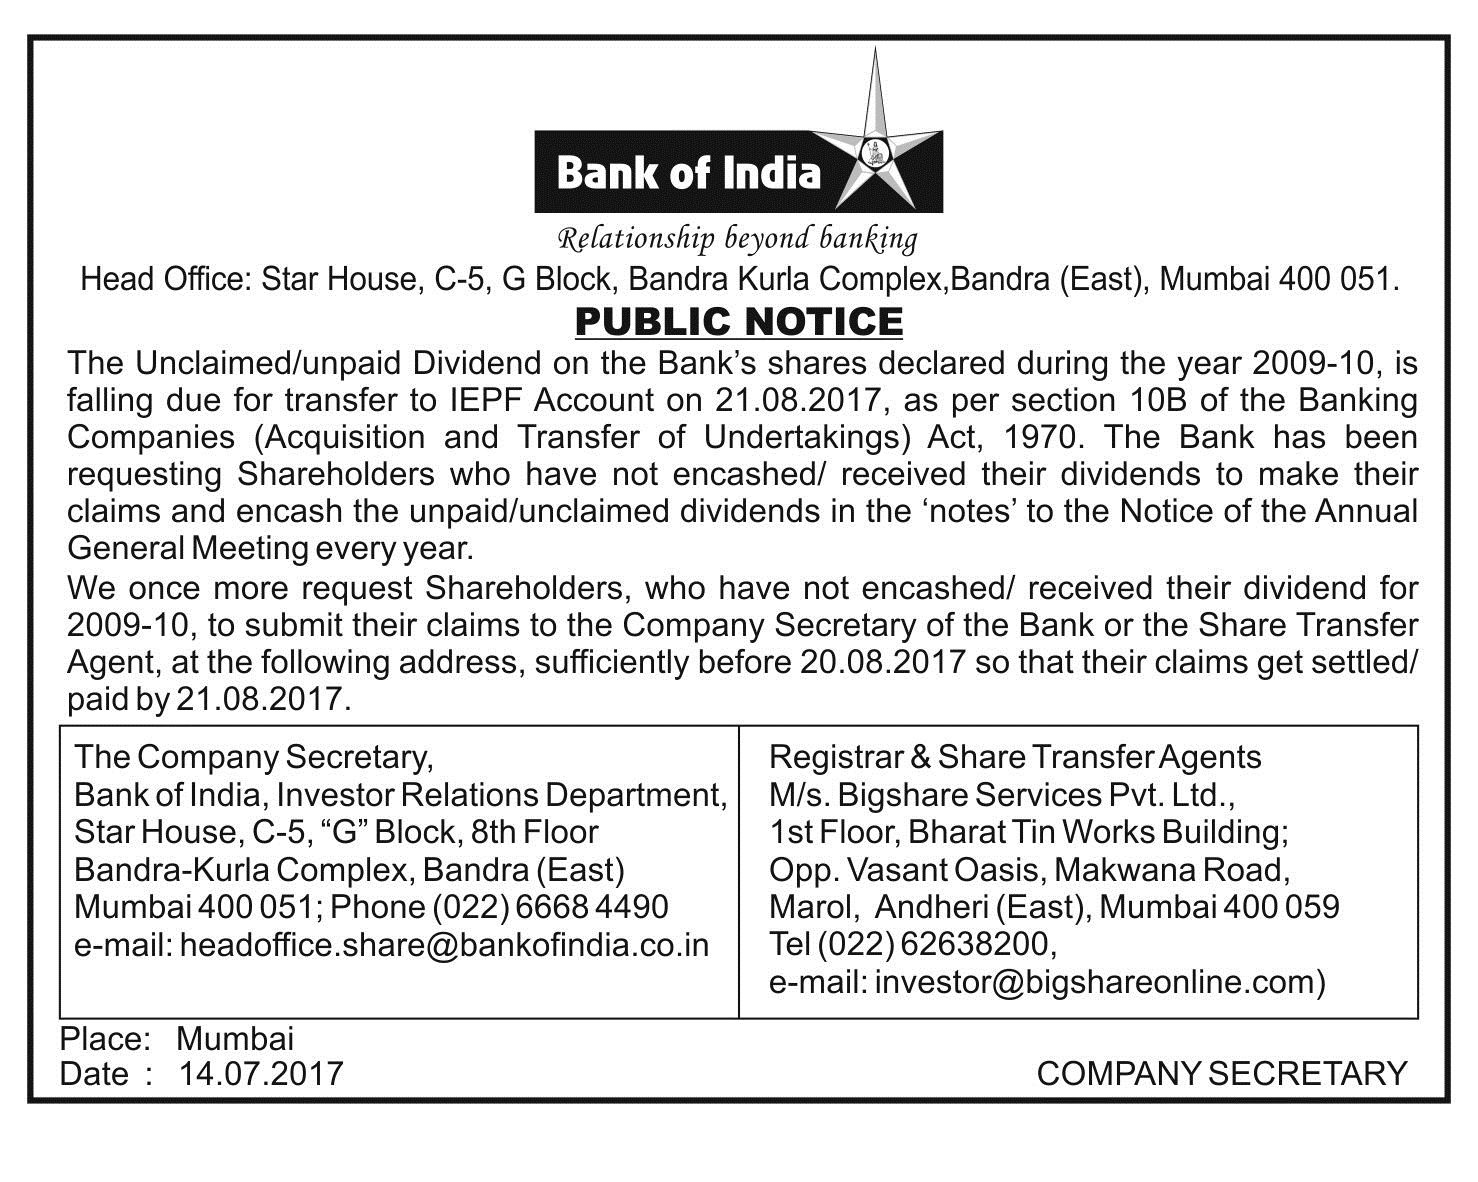 Bank of India
Relationship beyond banking
Head Office: Star House, C-5, G Block, Bandra Kurla Complex,Bandra (East), Mumbai 400 051.
PUBLIC NOTICE
The Unclaimed/unpaid Dividend on the Bank’s shares declared during the year 2009-10, is
falling due for transfer to IEPF Account on 21.08.2017, as per section 10B of the Banking
Companies (Acquisition and Transfer of Undertakings) Act, 1970. The Bank has been
requesting Shareholders who have not encashed/ received their dividends to make their
claims and encash the unpaid/unclaimed dividends in the ‘notes’ to the Notice of the Annual
General Meeting every year.
We once more request Shareholders, who have not encashed/ received their dividend for
2009-10, to submit their claims to the Company Secretary of the Bank or the Share Transfer
Agent, at the following address, sufficiently before 20.08.2017 so that their claims get settled/
paid by 21.08.2017.
The Company Secretary,
Bank of India, Investor Relations Department,
Star House, C-5, “G” Block, 8th Floor
Bandra-Kurla Complex, Bandra (East)
Mumbai 400 051; Phone (022) 6668 4490
e-mail: headoffice.share@bankofindia.co.in
Registrar & Share Transfer Agents
M/s. Bigshare Services Pvt. Ltd.,
1st Floor, Bharat Tin Works Building;
Opp. Vasant Oasis, Makwana Road,
Marol, Andheri (East), Mumbai 400 059
Tel (022) 62638200,
e-mail: investor@bigshareonline.com)
Place: Mumbai
Date : 14.07.2017
COMPANY SECRETARY